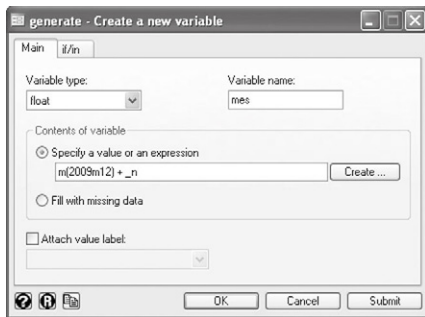 generate - Create a new variable
Main if/in
Variable type: Variable name:
float mes
Contents of variable
Specify a value or an expression
m(2009m12) + _n Create ...
Fill with missing data
Attach value label:
OK Cancel Submit